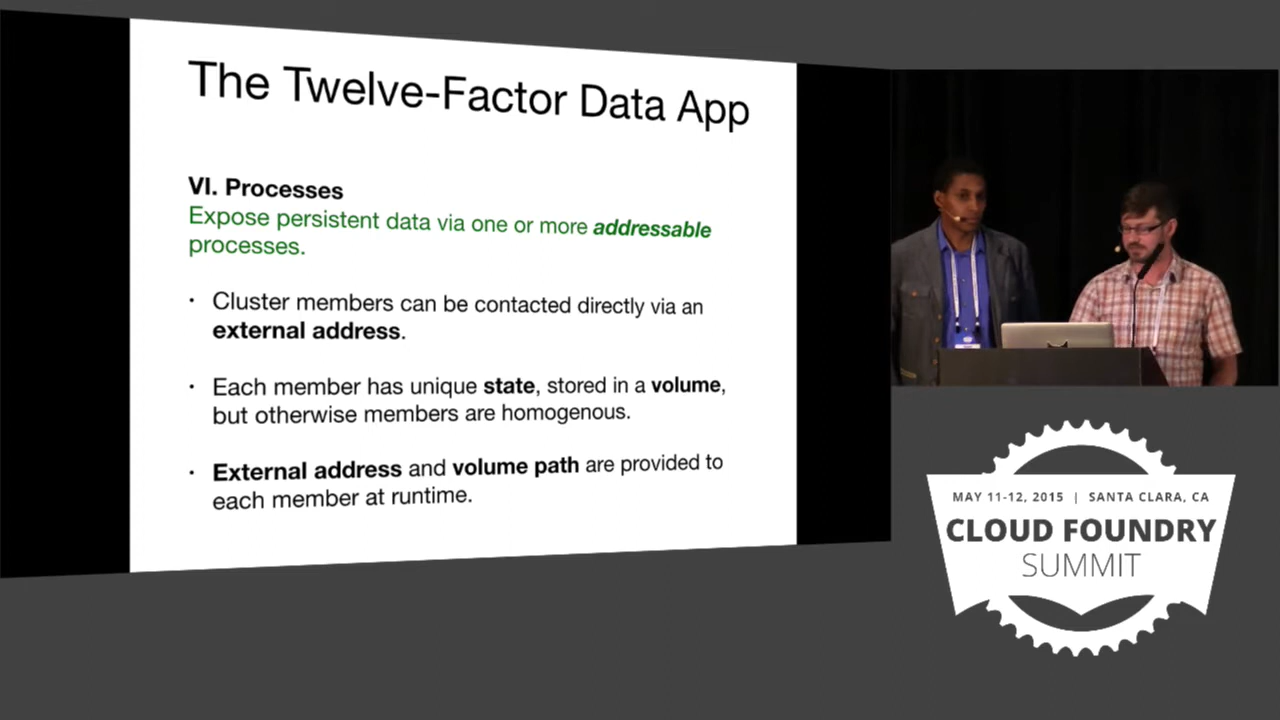 The Twelve-Factor Data App
VI. Processes
Expose persistent data via one or more addressable
processes.
· Cluster members can be contacted directly via an
external address.
· Each member has unique state, stored in a volume,
but otherwise members are homogenous.
· External address and volume path are provided to
each member at runtime.
MAY 11-12, 2015 | SANTA CLARA, CA
CLOUD FOUNDRY
SUMMIT